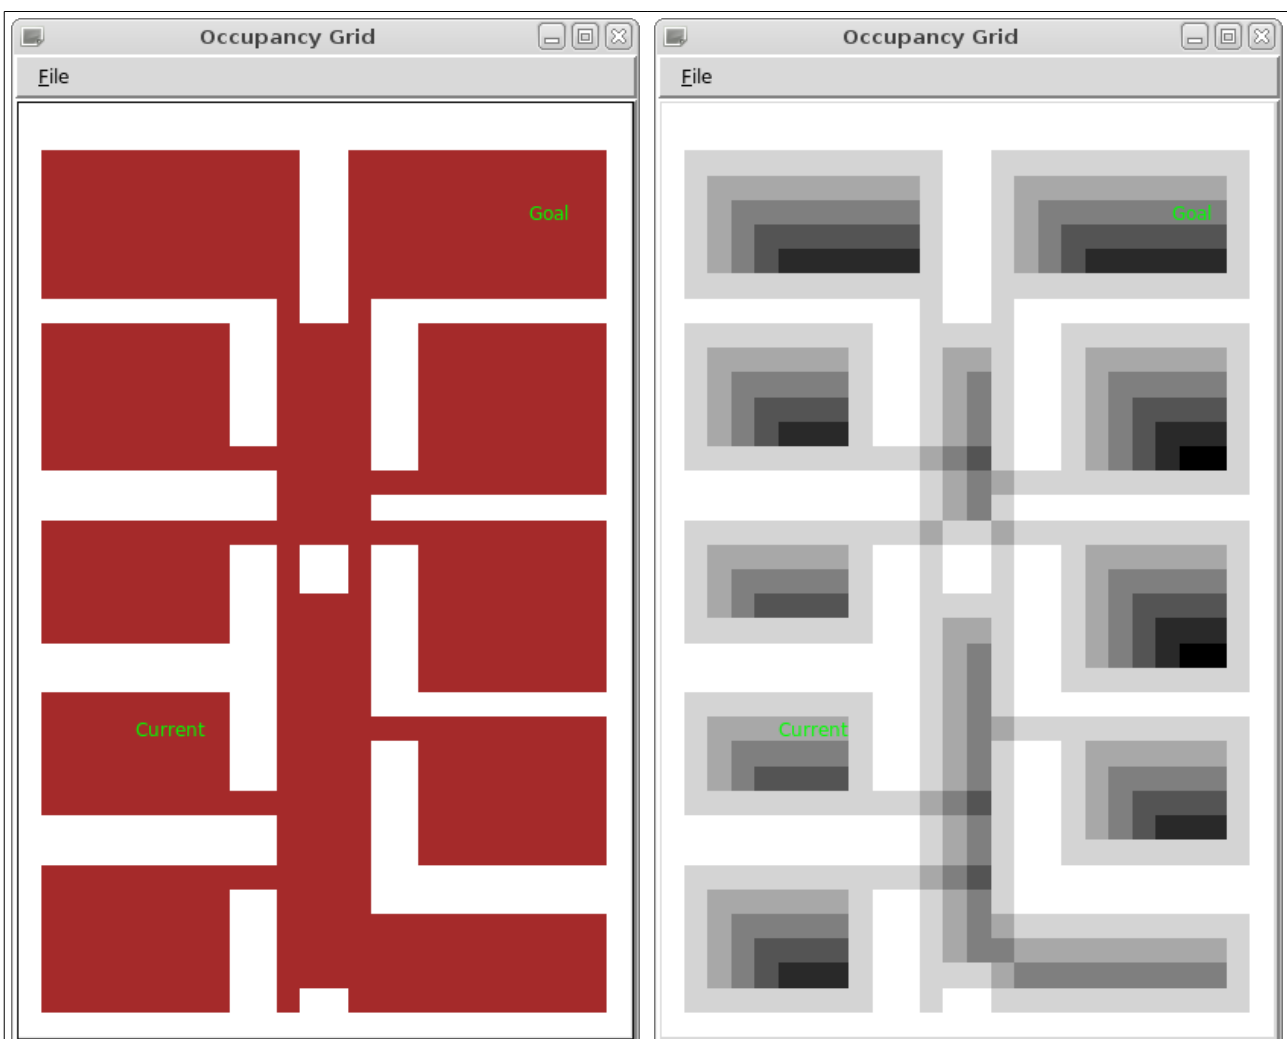 Occupancy Grid
File
Goal
Current
Occupancy Grid
File
Goal
Current